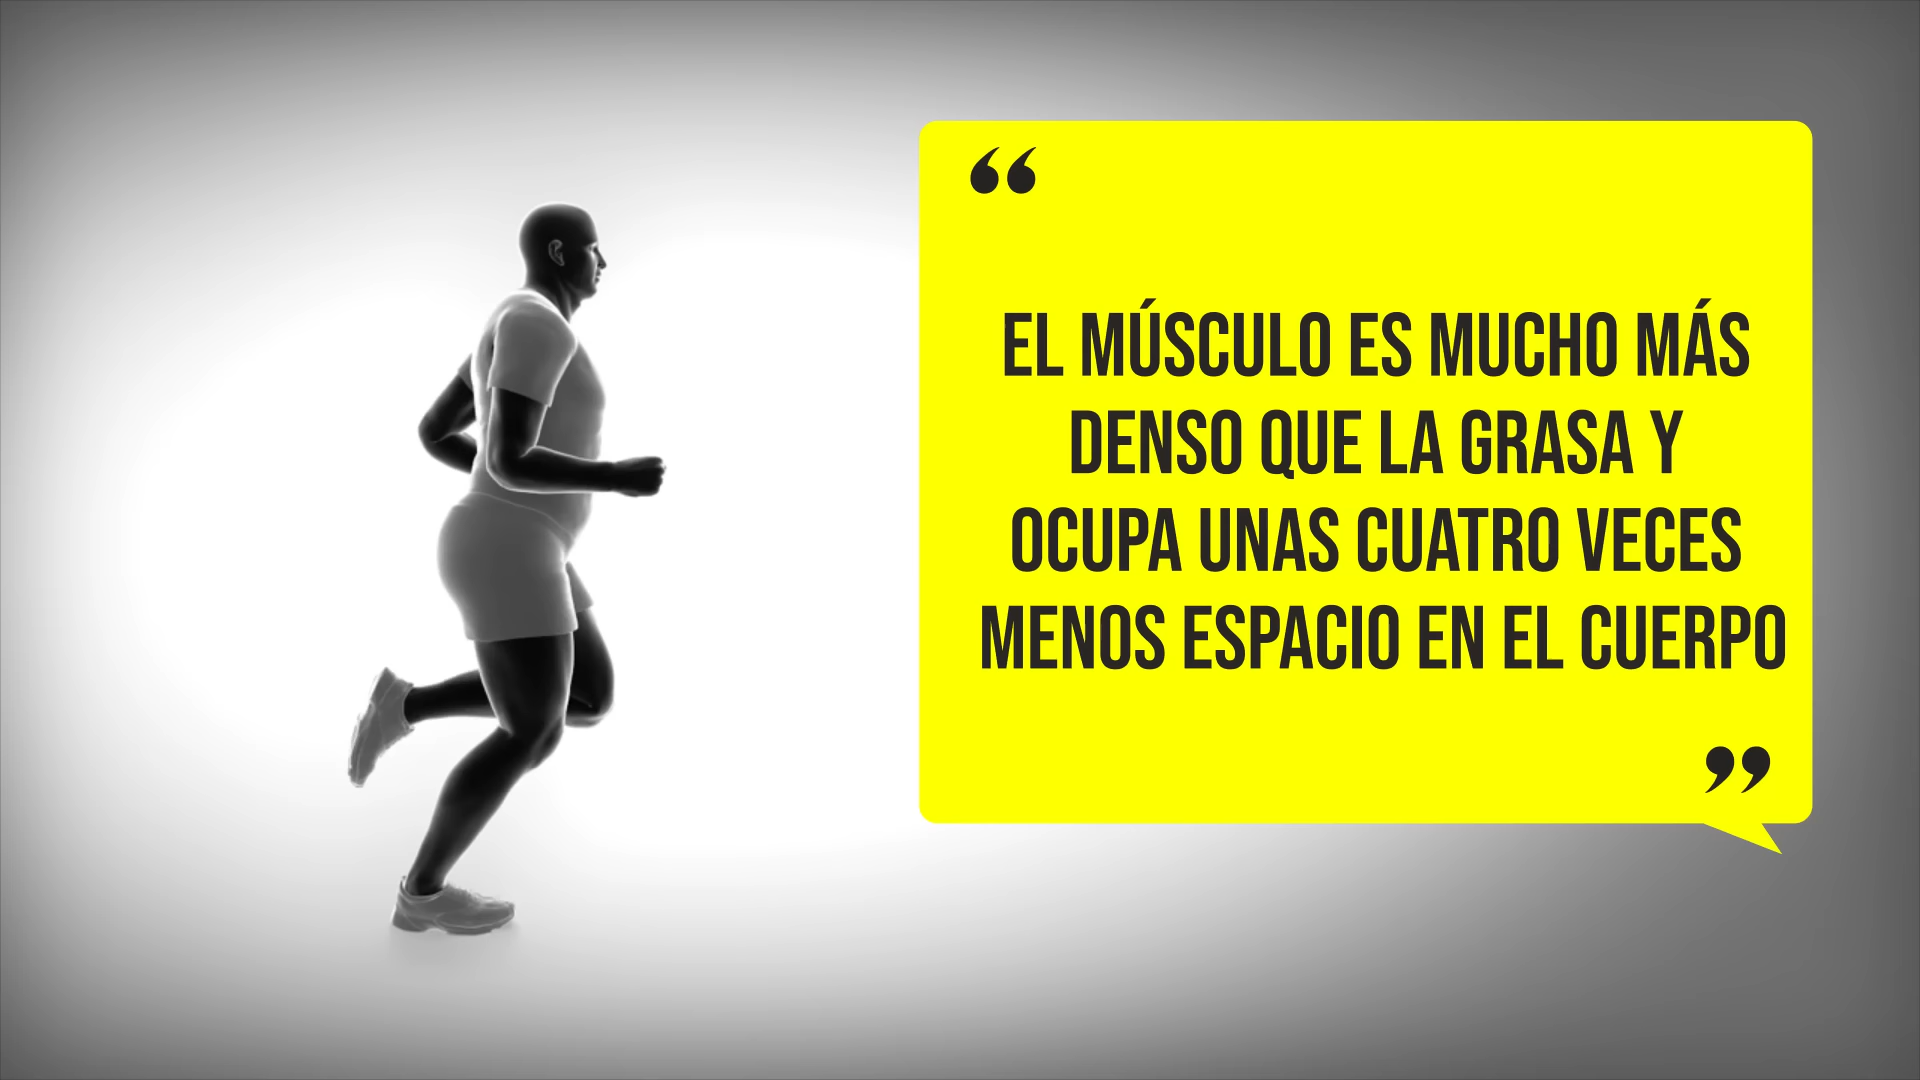 “
EL MÚSCULO ES MUCHO MÁS
DENSO QUE LA GRASA Y
OCUPA UNAS CUATRO VECES
MENOS ESPACIO EN EL CUERPO
”